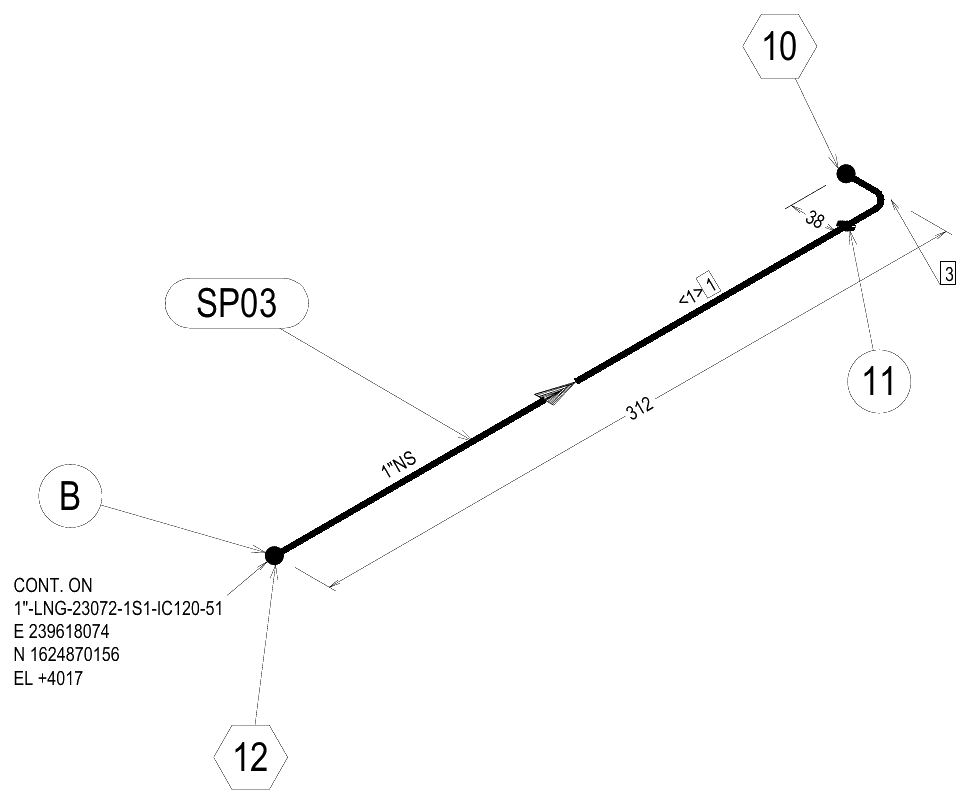 10
38
3
<1> 1
SP03
11
312
1"NS
B
CONT. ON
1"-LNG-23072-1S1-IC120-51
E 239618074
N 1624870156
EL +4017
12